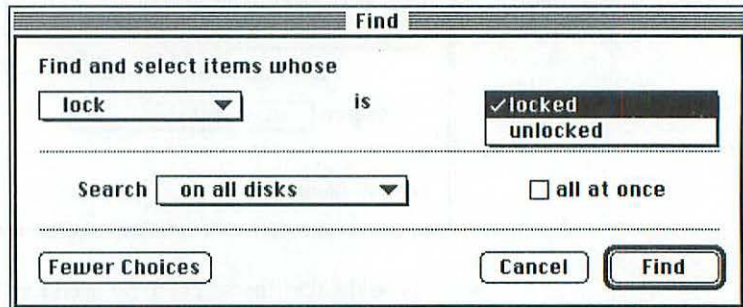 Find
Find and select items whose
lock is ✓locked
unlocked
Search on all disks all at once
Fewer Choices Cancel Find